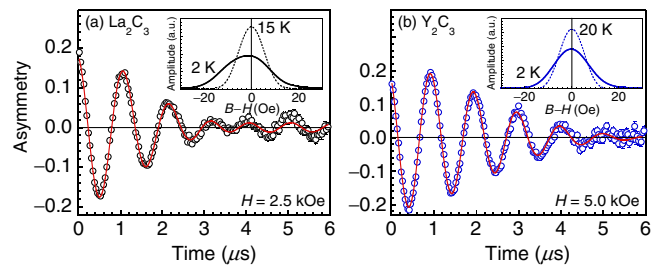 (a) La2C3
15 K
2 K
Amplitude (a.u.)
−20 0 20
B–H (Oe)
Asymmetry
0.2
0.1
0.0
−0.1
−0.2
H = 2.5 kOe
0 1 2 3 4 5 6
Time (μs)
(b) Y2C3
20 K
2 K
Amplitude (a.u.)
−20 0 20
B–H (Oe)
0.2
0.1
0.0
−0.1
−0.2
H = 5.0 kOe
0 1 2 3 4 5 6
Time (μs)